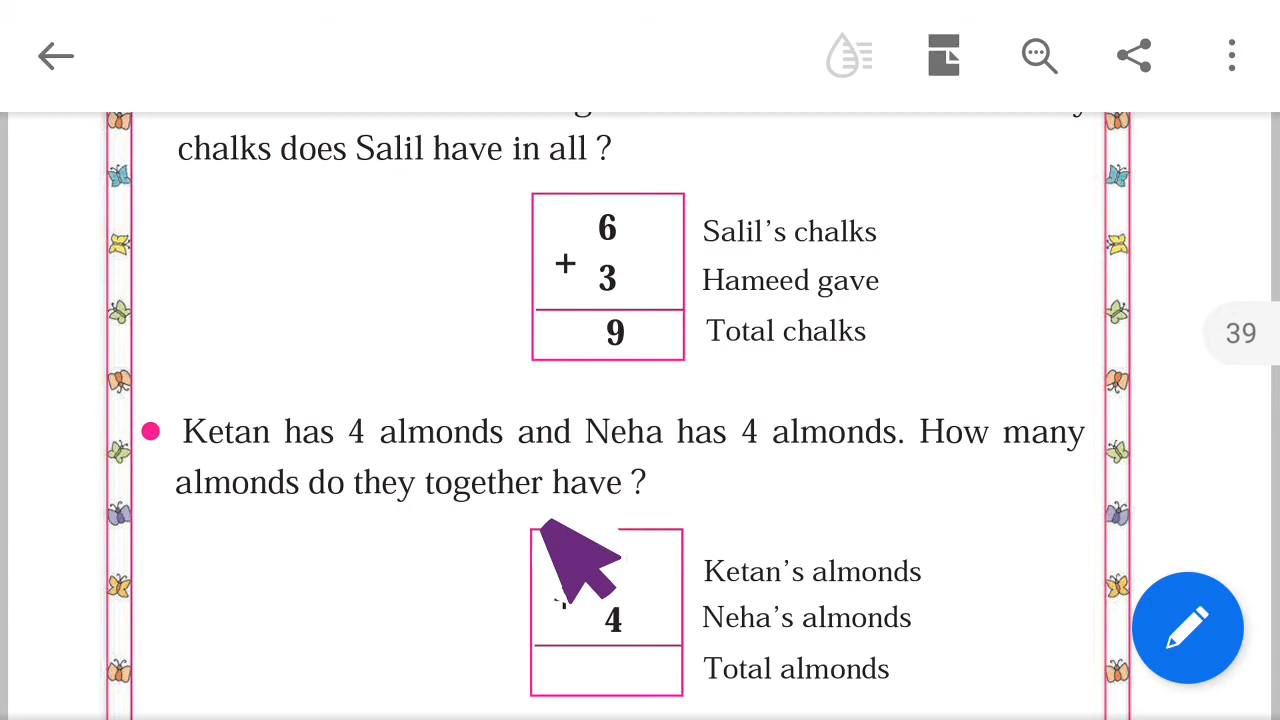 chalks does Salil have in all ?
6 Salil's chalks
+ 3 Hameed gave
9 Total chalks
39
Ketan has 4 almonds and Neha has 4 almonds. How many
almonds do they together have ?
Ketan's almonds
4 Neha's almonds
Total almonds